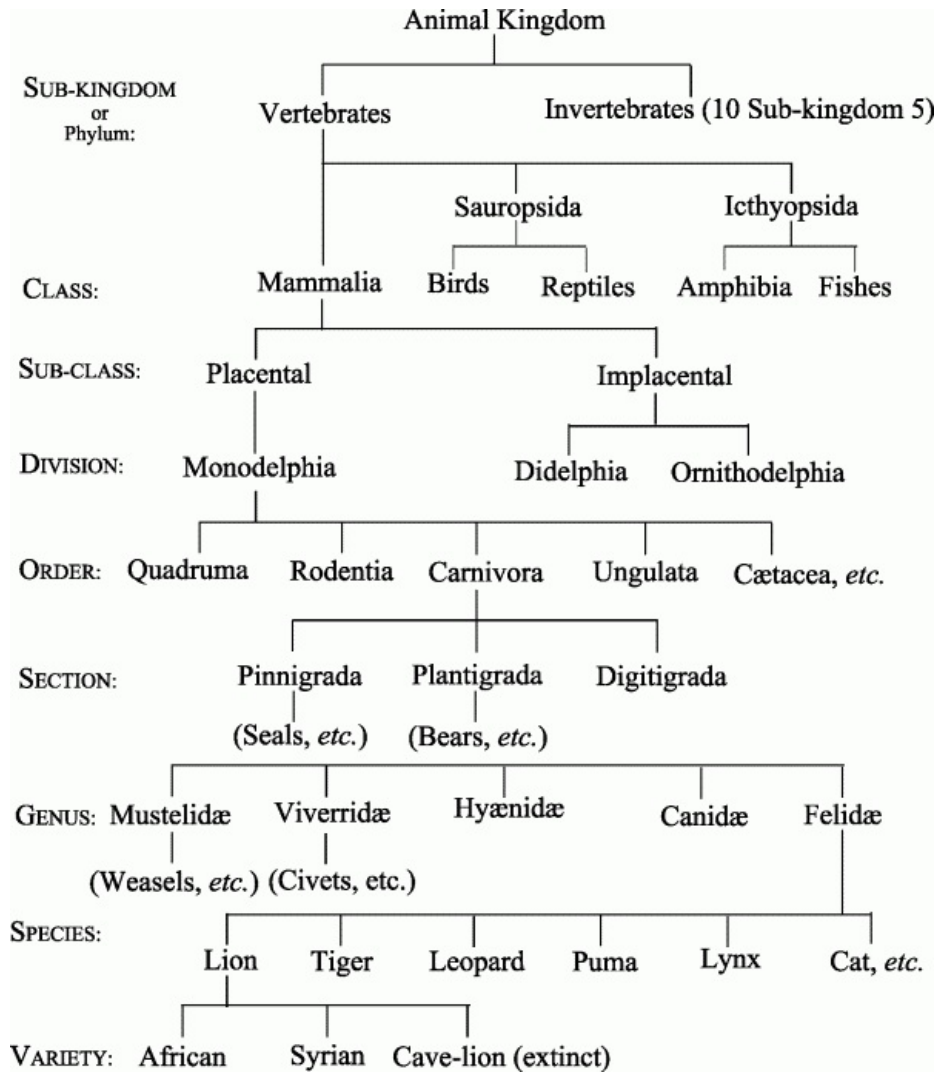 Animal Kingdom
SUB-KINGDOM
or
Phylum:
Vertebrates Invertebrates (10 Sub-kingdom 5)
Sauropsida Icthyopsida
CLASS: Mammalia Birds Reptiles Amphibia Fishes
SUB-CLASS: Placental Implacental
DIVISION: Monodelphia Didelphia Ornithodelphia
ORDER: Quadruma Rodentia Carnivora Ungulata Cætacea, etc.
SECTION: Pinnigrada Plantigrada Digitigrada
(Seals, etc.) (Bears, etc.)
GENUS: Mustelidæ Viverridæ Hyænidæ Canidæ Felidæ
(Weasels, etc.) (Civets, etc.)
SPECIES:
Lion Tiger Leopard Puma Lynx Cat, etc.
VARIETY: African Syrian Cave-lion (extinct)